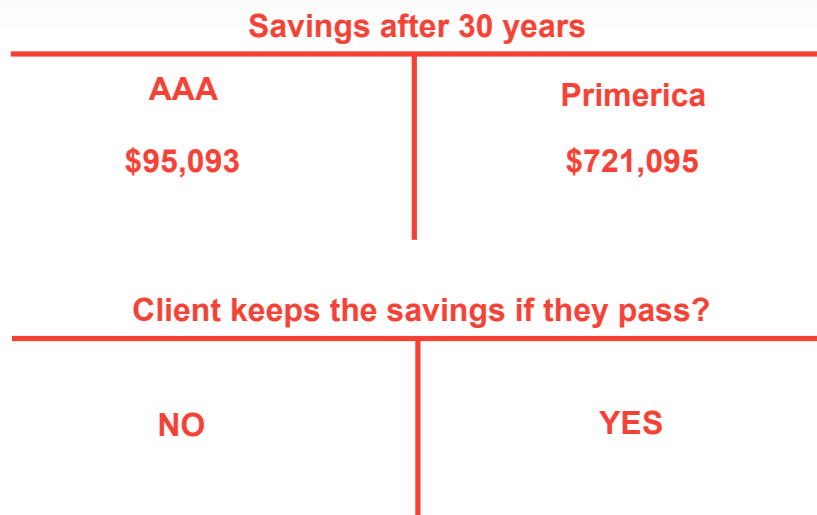 Savings after 30 years
AAA
Primerica
$95,093
$721,095
Client keeps the savings if they pass?
NO
YES